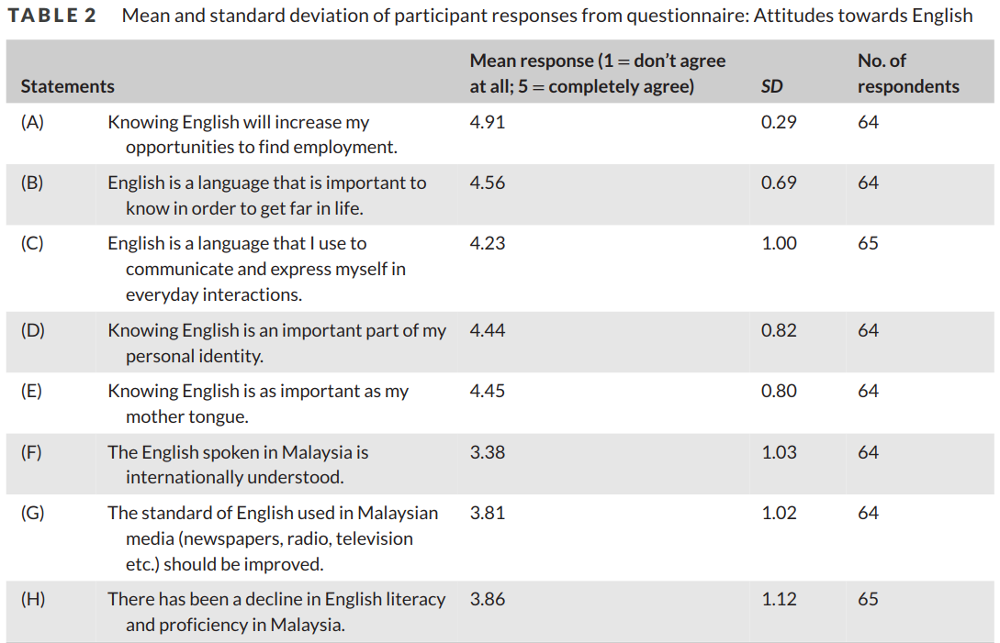 TABLE 2 Mean and standard deviation of participant responses from questionnaire: Attitudes towards English
Mean response (1 = don’t agree No. of
Statements at all; 5 = completely agree) SD respondents
(A) Knowing English will increase my 4.91 0.29 64
opportunities to find employment.
(B) English is a language that is important to 4.56 0.69 64
know in order to get far in life.
(C) English is a language that I use to 4.23 1.00 65
communicate and express myself in
everyday interactions.
(D) Knowing English is an important part of my 4.44 0.82 64
personal identity.
(E) Knowing English is as important as my 4.45 0.80 64
mother tongue.
(F) The English spoken in Malaysia is 3.38 1.03 64
internationally understood.
(G) The standard of English used in Malaysian 3.81 1.02 64
media (newspapers, radio, television
etc.) should be improved.
(H) There has been a decline in English literacy 3.86 1.12 65
and proficiency in Malaysia.